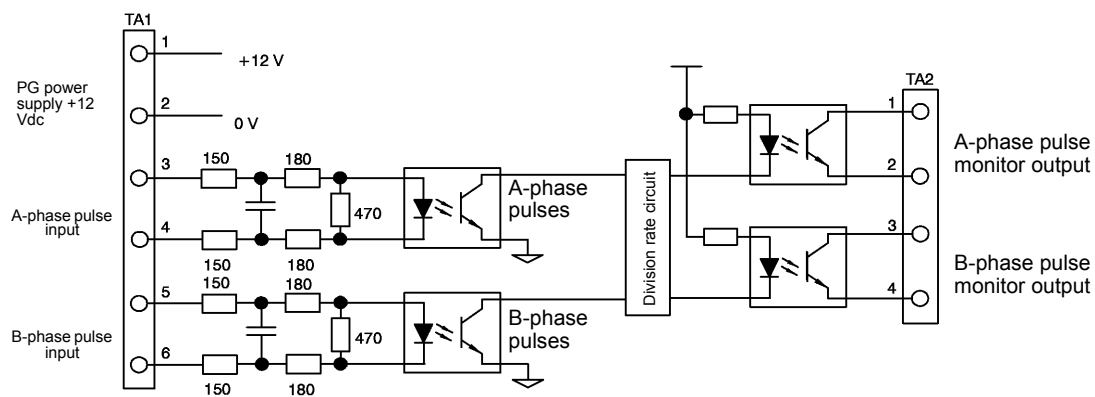 TA1
1
+12 V
PG power
supply +12
Vdc
2
0 V
3
150
180
A-phase pulse
input
470
4
150
180
A-phase
pulses
5
150
180
B-phase pulse
input
470
6
150
180
B-phase
pulses
Division rate circuit
TA2
1
A-phase pulse
monitor output
2
3
B-phase pulse
monitor output
4